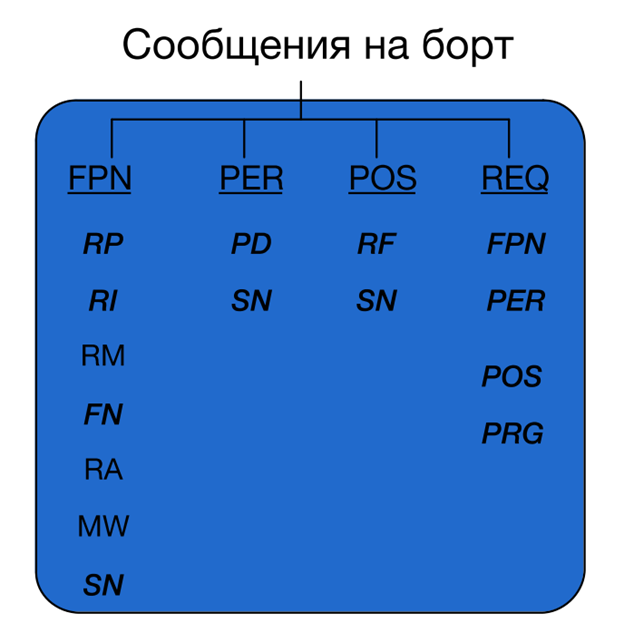 Сообщения на борт
FPN PER POS REQ
RP PD RF FPN
RI SN SN PER
RM
POS
FN
PRG
RA
MW
SN